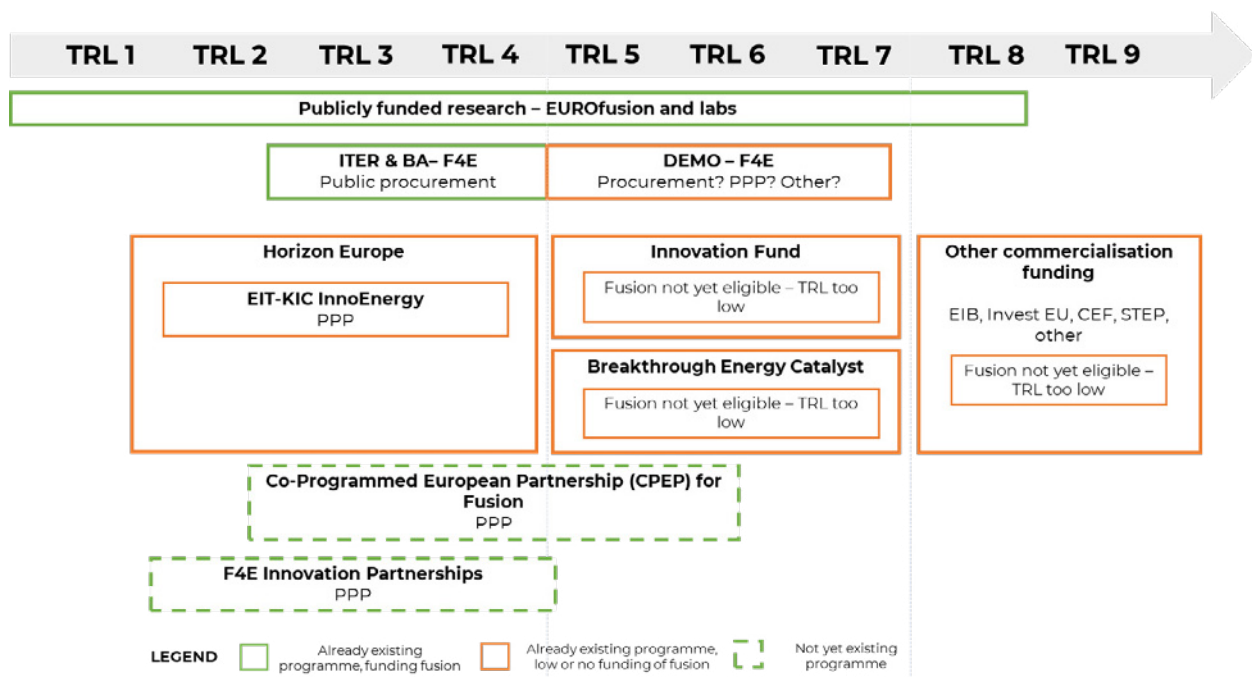 TRL 1 TRL 2 TRL 3 TRL 4 TRL 5 TRL 6 TRL 7 TRL 8 TRL 9
Publicly funded research – EUROfusion and labs
ITER & BA– F4E
Public procurement
DEMO – F4E
Procurement? PPP? Other?
Horizon Europe
EIT-KIC InnoEnergy
PPP
Innovation Fund
Fusion not yet eligible – TRL too
low
Breakthrough Energy Catalyst
Fusion not yet eligible – TRL too
low
Other commercialisation
funding
EIB, Invest EU, CEF, STEP,
other
Fusion not yet eligible –
TRL too low
Co-Programmed European Partnership (CPEP) for
Fusion
PPP
F4E Innovation Partnerships
PPP
LEGEND
Already existing
programme, funding fusion
Already existing programme,
low or no funding of fusion
Not yet existing
programme